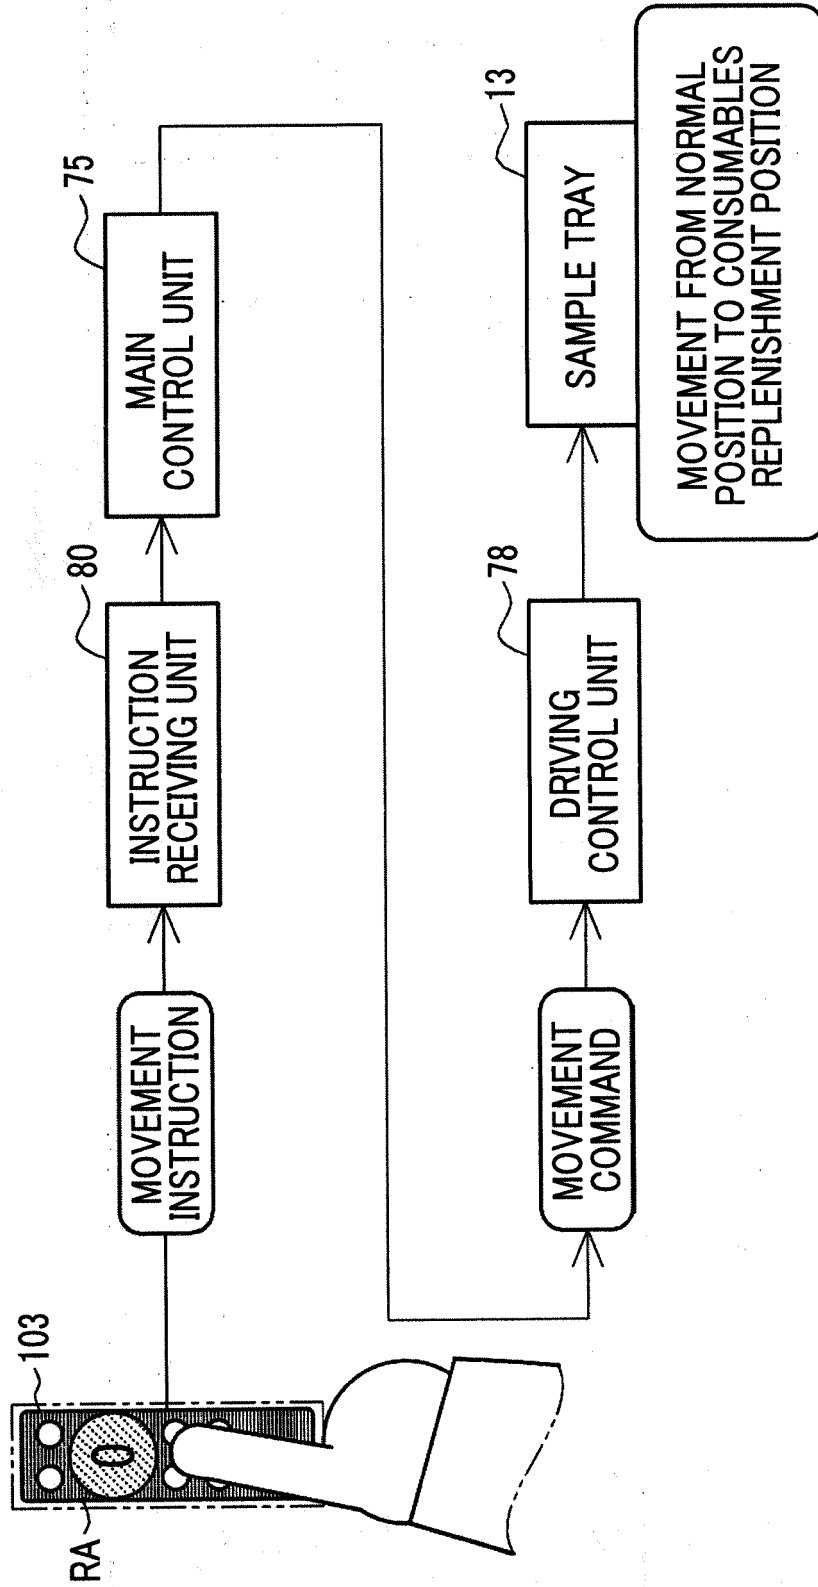 RA
103
0
MOVEMENT
INSTRUCTION
80
INSTRUCTION
RECEIVING UNIT
75
MAIN
CONTROL UNIT
MOVEMENT
COMMAND
78
DRIVING
CONTROL UNIT
13
SAMPLE TRAY
MOVEMENT FROM NORMAL
POSITION TO CONSUMABLES
REPLENISHMENT POSITION